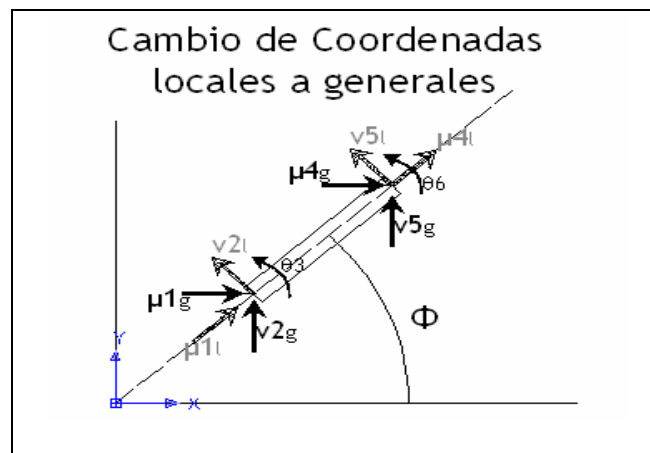 Cambio de Coordenadas
locales a generales
v5l
μ4l
μ4g
θ6
v5g
v2l
θ3
μ1g
v2g
μ1l
Φ
Y
X